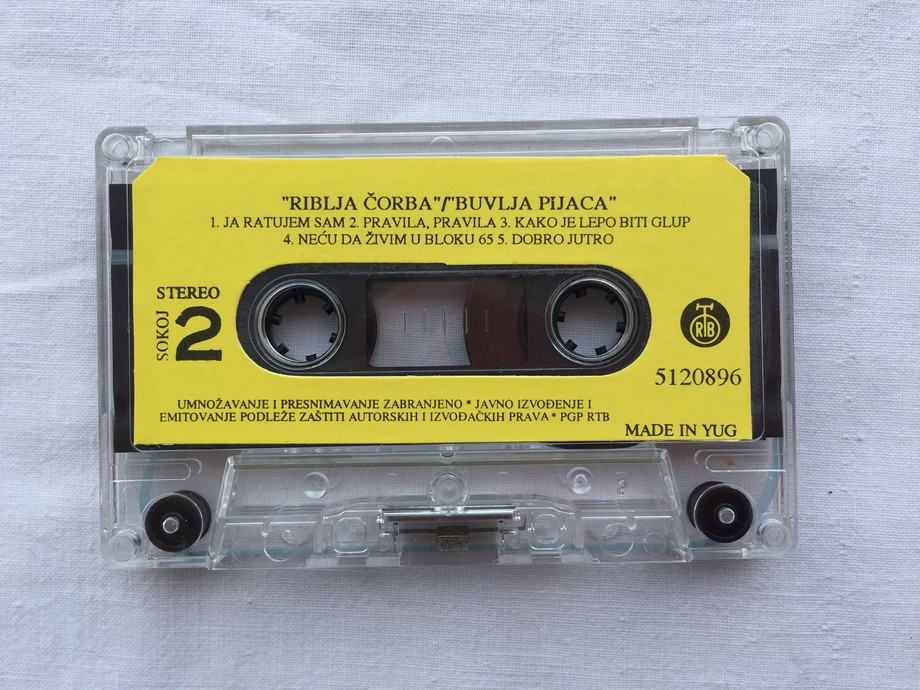 "RIBLJA ČORBA"/"BUVLJA PIJACA"
1. JA RATUJEM SAM 2. PRAVILA, PRAVILA 3. KAKO JE LEPO BITI GLUP
4. NEĆU DA ŽIVIM U BLOKU 65 5. DOBRO JUTRO
STEREO
SOKOJ
2
RTB
5120896
UMNOŽAVANJE I PRESNIMAVANJE ZABRANJENO * JAVNO IZVOĐENJE I
EMITOVANJE PODLEŽE ZAŠTITI AUTORSKIH I IZVOĐAČKIH PRAVA * PGP RTB
MADE IN YUG
2